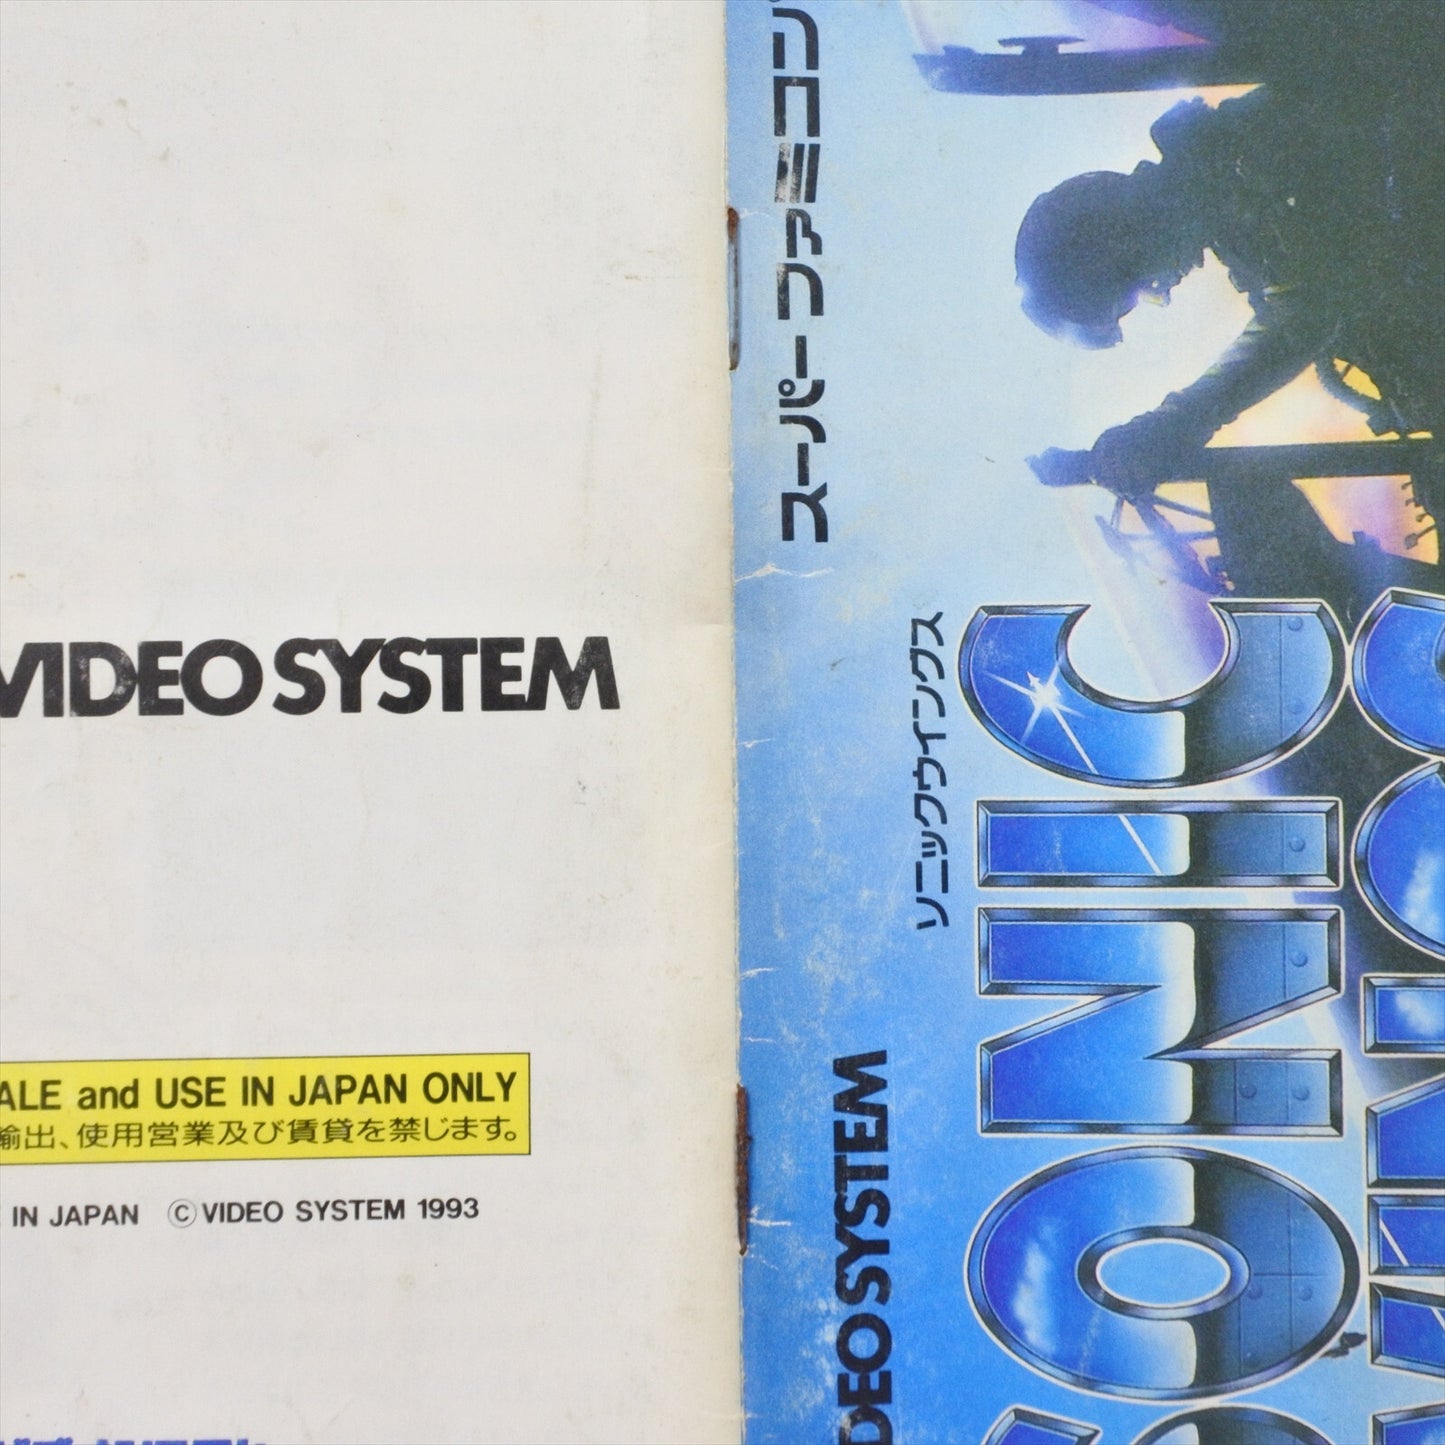 VIDEO SYSTEM
ALE and USE IN JAPAN ONLY
輸出、使用営業及び賃貸を禁じます。
IN JAPAN ©VIDEO SYSTEM 1993
スーパーファミコン
ソニックウイングス
SONIC
DEO SYSTEM